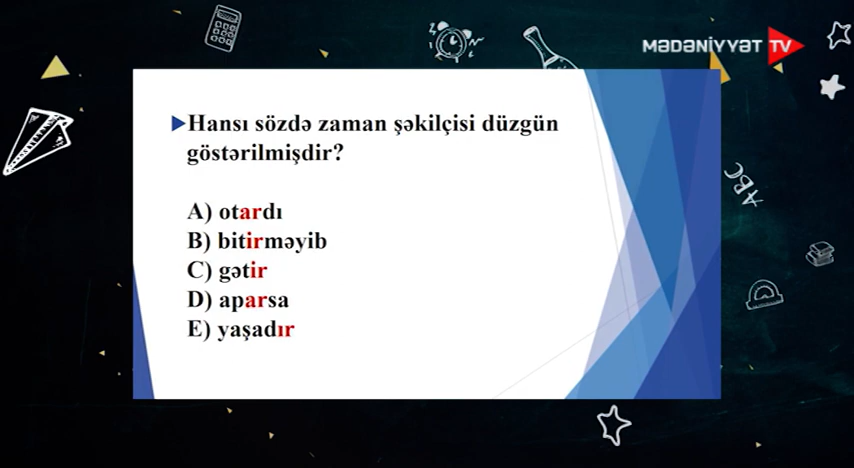 MƏDƏNİYYƏT TV
Hansı sözdə zaman şəkilçisi düzgün
göstərilmişdir?
A) otardı
B) bitirməyib
C) gətir
D) aparsa
E) yaşadır
ABC